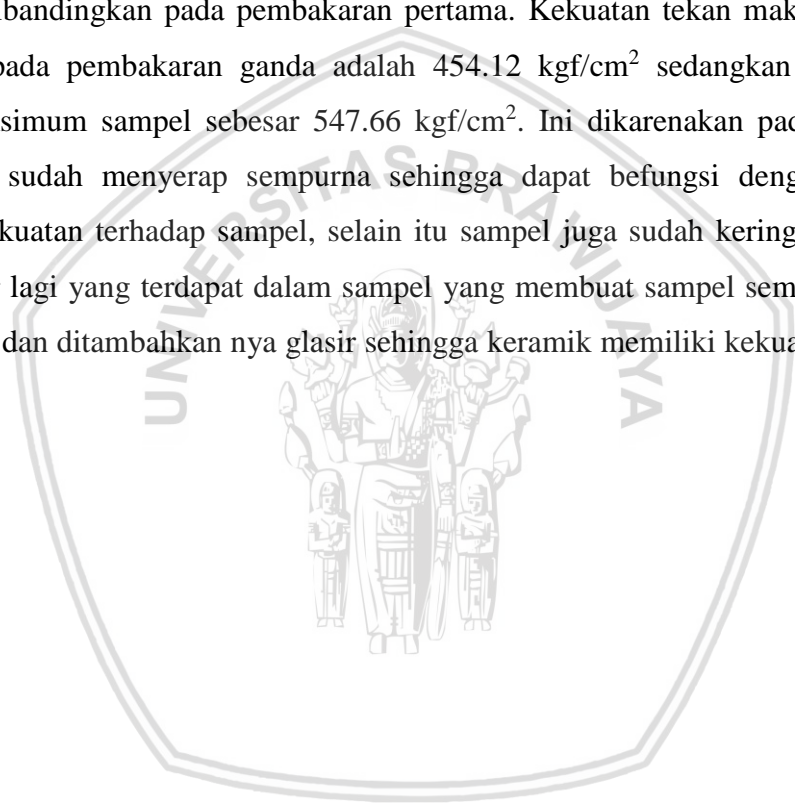 ibandingkan pada pembakaran pertama. Kekuatan tekan mak
pada pembakaran ganda adalah 454.12 kgf/cm² sedangkan
simum sampel sebesar 547.66 kgf/cm². Ini dikarenakan pad
sudah menyerap sempurna sehingga dapat befungsi deng
kuatan terhadap sampel, selain itu sampel juga sudah kering
lagi yang terdapat dalam sampel yang membuat sampel sem
dan ditambahkan nya glasir sehingga keramik memiliki kekua
UNIVERSITAS BRAWIJAYA